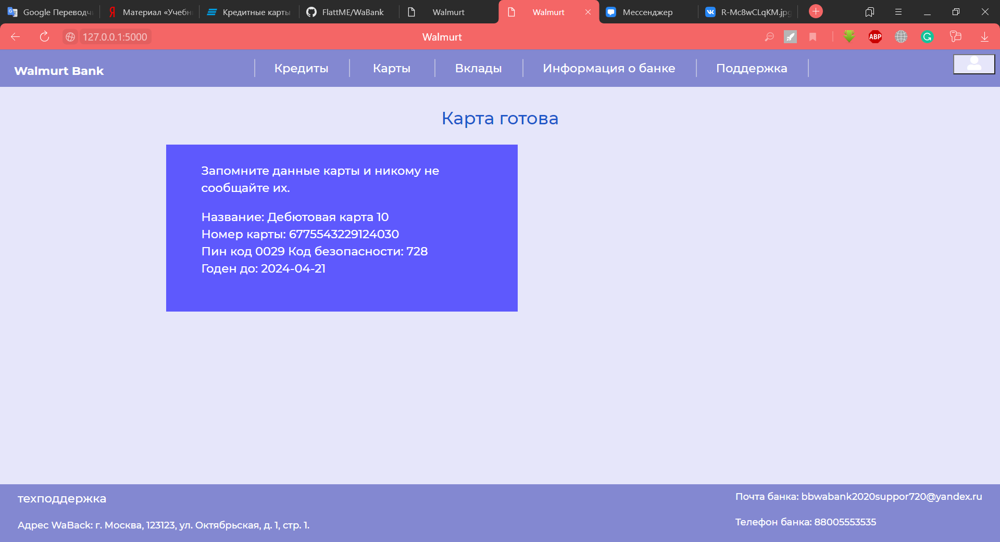 Google Переводч
Материал «Учебн
Кредитные карты
FlattME/WaBank
Walmurt
Walmurt
Мессенджер
R-Mc8wCLqKM.jpg
127.0.0.1:5000
Walmurt
ABP
Walmurt Bank
Кредиты
Карты
Вклады
Информация о банке
Поддержка
Карта готова
Запомните данные карты и никому не
сообщайте их.
Название: Дебютовая карта 10
Номер карты: 6775543229124030
Пин код 0029 Код безопасности: 728
Годен до: 2024-04-21
техподдержка
Почта банка: bbwabank2020suppor720@yandex.ru
Адрес WaBack: г. Москва, 123123, ул. Октябрьская, д. 1, стр. 1.
Телефон банка: 88005553535